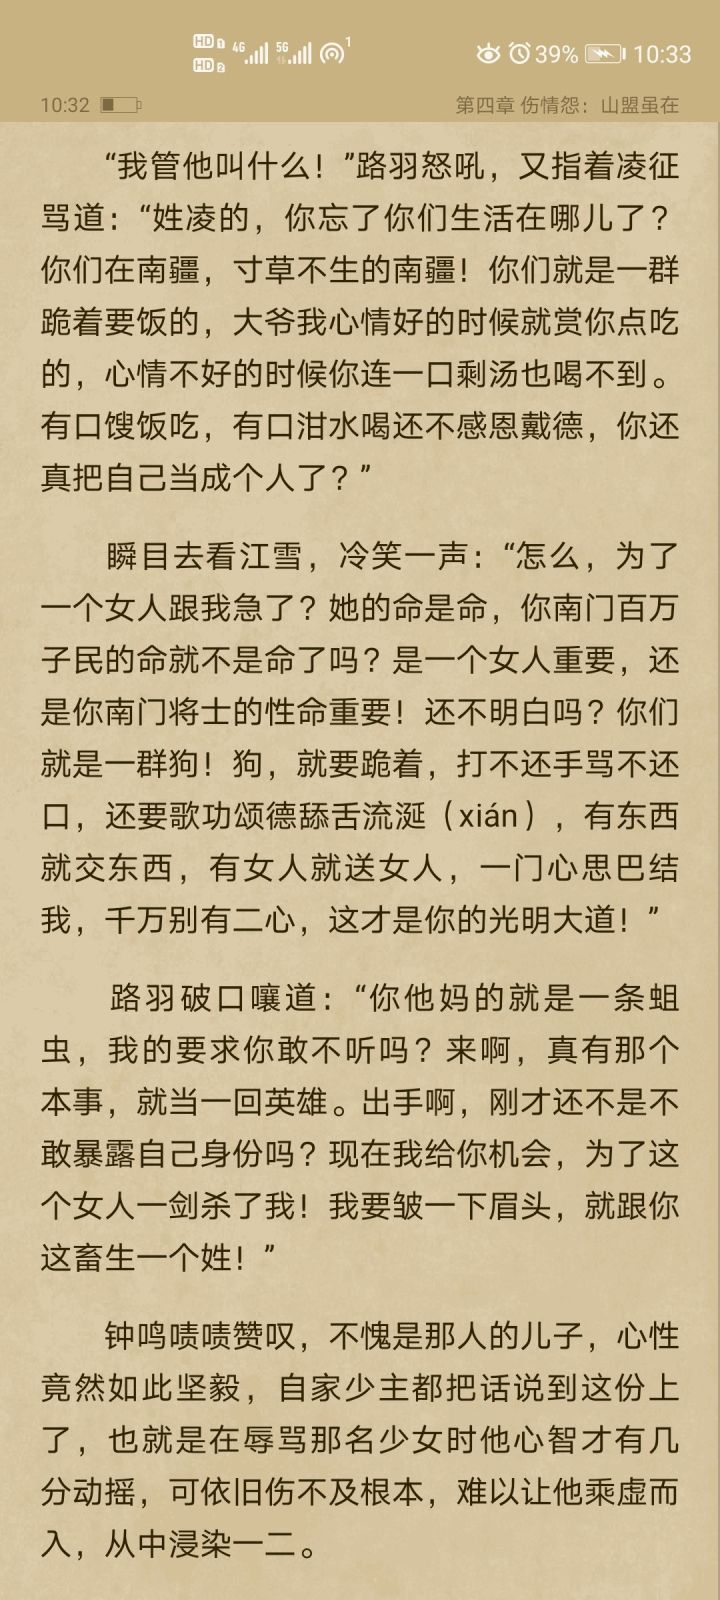 HD 1 4G 5G 1 39% 10:33
HD 2
10:32 第四章 伤情怨：山盟虽在
“我管他叫什么！”路羽怒吼，又指着凌征
骂道：“姓凌的，你忘了你们生活在哪儿了？
你们在南疆，寸草不生的南疆！你们就是一群
跪着要饭的，大爷我心情好的时候就赏你点吃
的，心情不好的时候你连一口剩汤也喝不到。
有口馊饭吃，有口泔水喝还不感恩戴德，你还
真把自己当成个人了？”
瞬目去看江雪，冷笑一声：“怎么，为了
一个女人跟我急了？她的命是命，你南门百万
子民的命就不是命了吗？是一个女人重要，还
是你南门将士的性命重要！还不明白吗？你们
就是一群狗！狗，就要跪着，打不还手骂不还
口，还要歌功颂德舔舌流涎（xián），有东西
就交东西，有女人就送女人，一门心思巴结
我，千万别有二心，这才是你的光明大道！”
路羽破口嚷道：“你他妈的就是一条蛆
虫，我的要求你敢不听吗？来啊，真有那个
本事，就当一回英雄。出手啊，刚才还不是不
敢暴露自己身份吗？现在我给你机会，为了这
个女人一剑杀了我！我要皱一下眉头，就跟你
这畜生一个姓！”
钟鸣啧啧赞叹，不愧是那人的儿子，心性
竟然如此坚毅，自家少主都把话说到这份上
了，也就是在辱骂那名少女时他心智才有几
分动摇，可依旧伤不及根本，难以让他乘虚而
入，从中浸染一二。